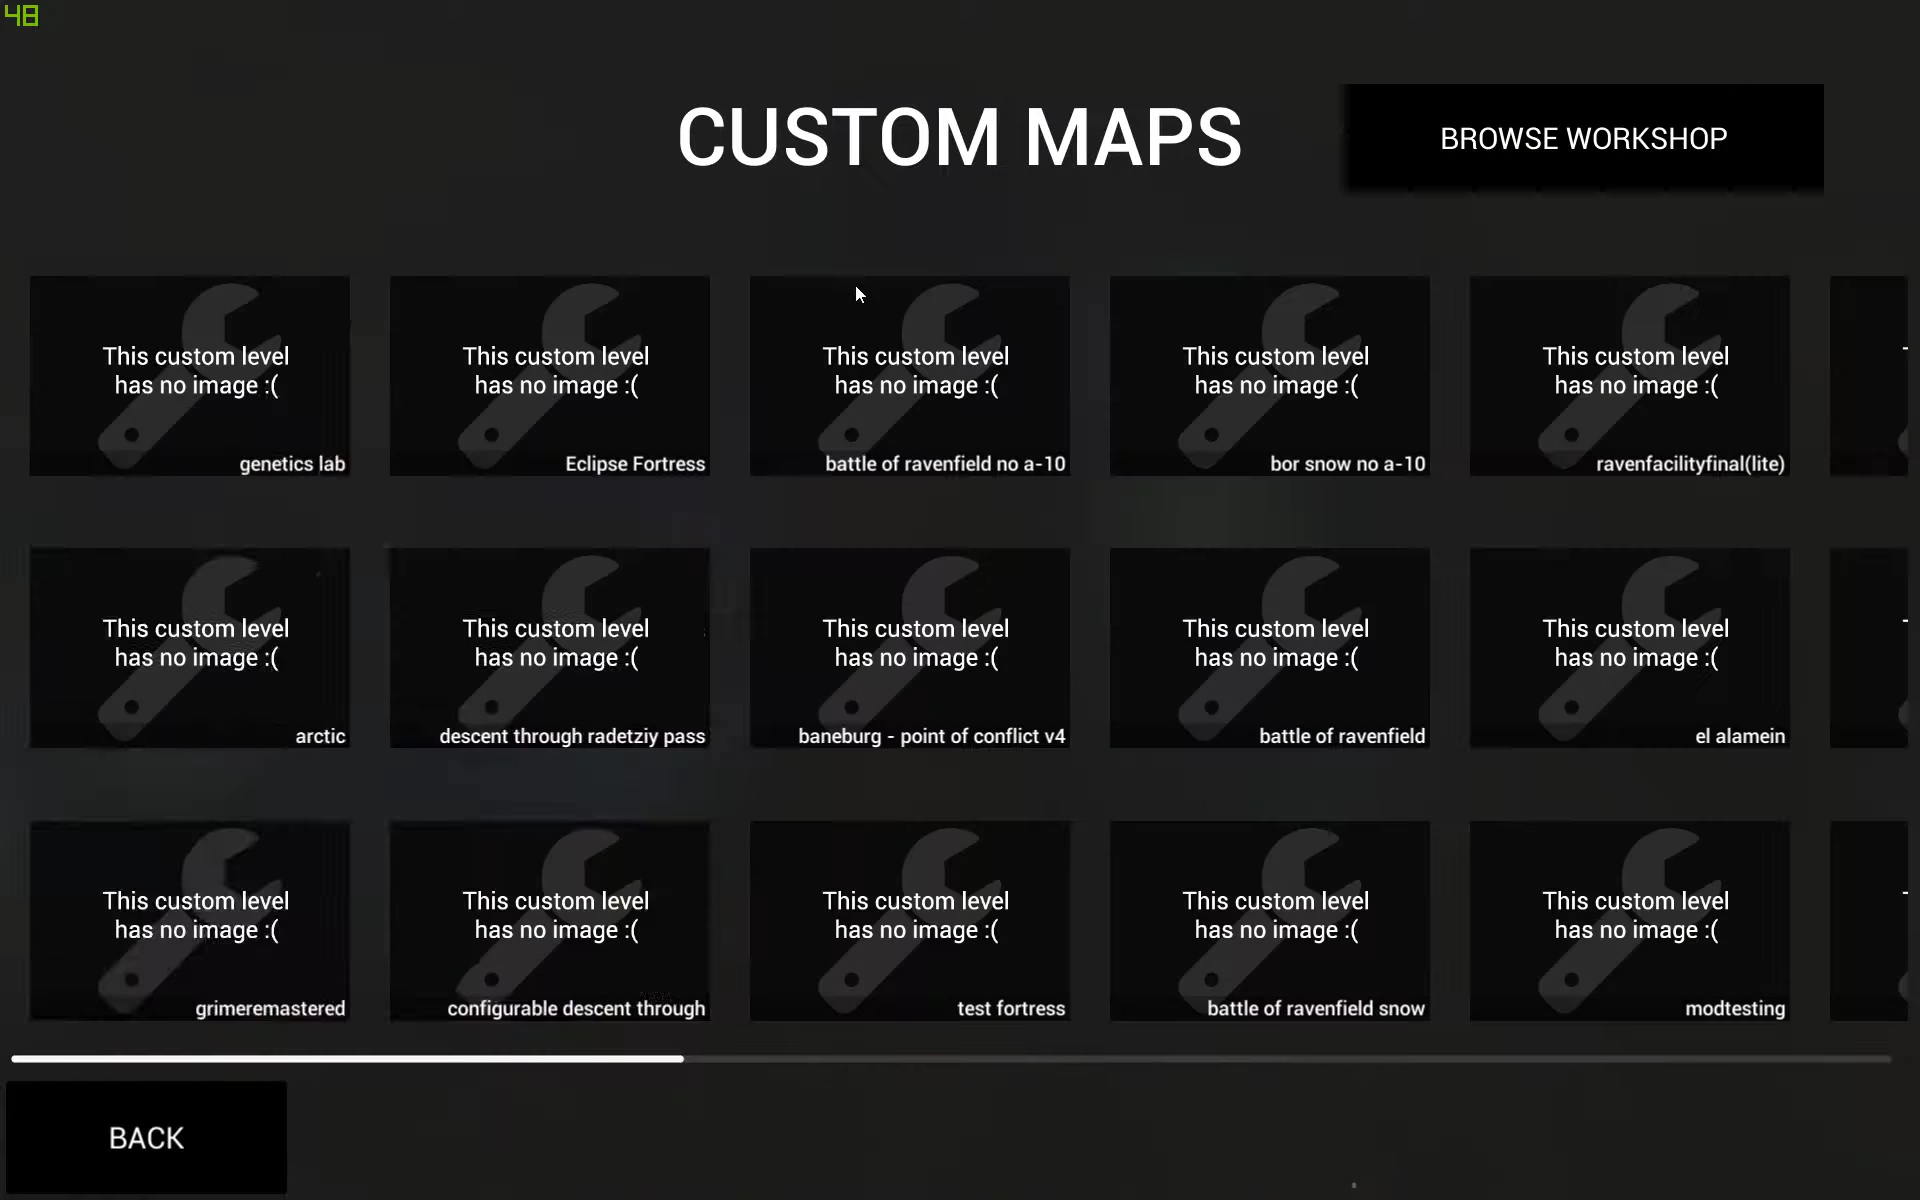 48
CUSTOM MAPS
BROWSE WORKSHOP
This custom level
has no image :(
genetics lab
This custom level
has no image :(
Eclipse Fortress
This custom level
has no image :(
battle of ravenfield no a-10
This custom level
has no image :(
bor snow no a-10
This custom level
has no image :(
ravenfacilityfinal(lite)
This custom level
has no image :(
arctic
This custom level
has no image :(
descent through radetziy pass
This custom level
has no image :(
baneburg - point of conflict v4
This custom level
has no image :(
battle of ravenfield
This custom level
has no image :(
el alamein
This custom level
has no image :(
grimeremastered
This custom level
has no image :(
configurable descent through
This custom level
has no image :(
test fortress
This custom level
has no image :(
battle of ravenfield snow
This custom level
has no image :(
modtesting
BACK